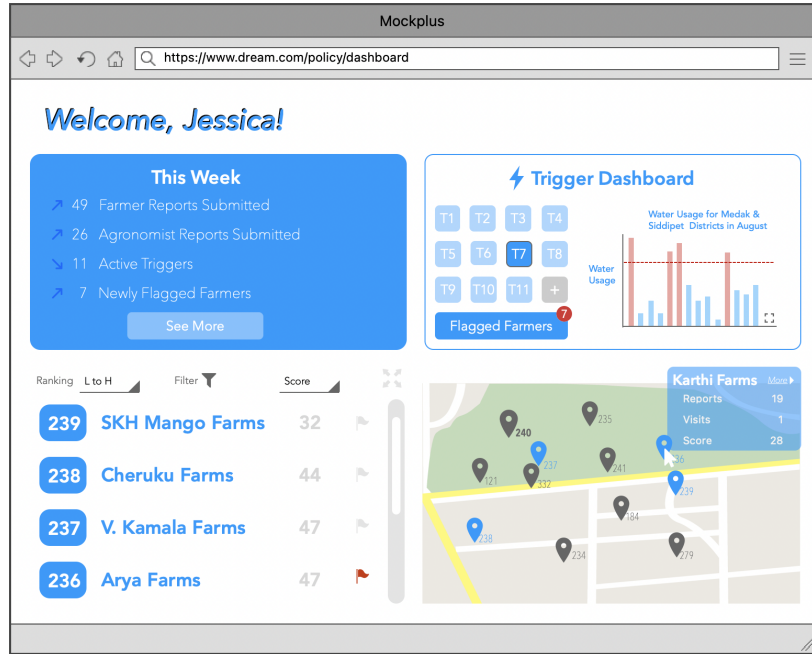 Mockplus
https://www.dream.com/policy/dashboard
Welcome, Jessica!
This Week
49 Farmer Reports Submitted
26 Agronomist Reports Submitted
11 Active Triggers
7 Newly Flagged Farmers
See More
Trigger Dashboard
T1 T2 T3 T4
T5 T6 T7 T8
T9 T10 T11 +
Flagged Farmers 7
Water Usage for Medak &
Siddipet Districts in August
Water
Usage
Ranking L to H Filter Score
239 SKH Mango Farms 32
238 Cheruku Farms 44
237 V. Kamala Farms 47
236 Arya Farms 47
Karthi Farms More
Reports 19
Visits 1
Score 28
235
240
237
241
236
121
332
239
184
238
234
279